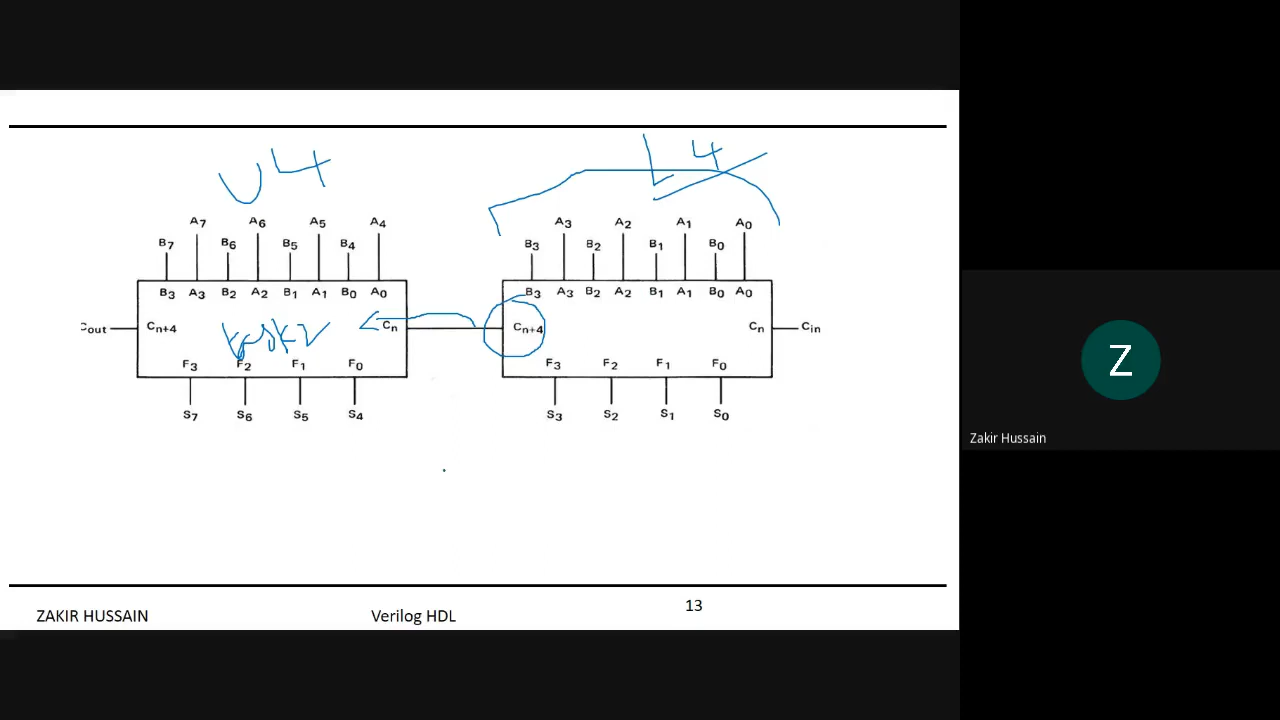 U4 L4
A7 A6 A5 A4 A3 A2 A1 A0
B7 B6 B5 B4 B3 B2 B1 B0
B3 A3 B2 A2 B1 A1 B0 A0 B3 A3 B2 A2 B1 A1 B0 A0
Cout Cn+4 Cn Cn+4 Cn Cin
F3 F2 F1 F0 F3 F2 F1 F0
S7 S6 S5 S4 S3 S2 S1 S0
ZAKIR HUSSAIN Verilog HDL 13
Z
Zakir Hussain